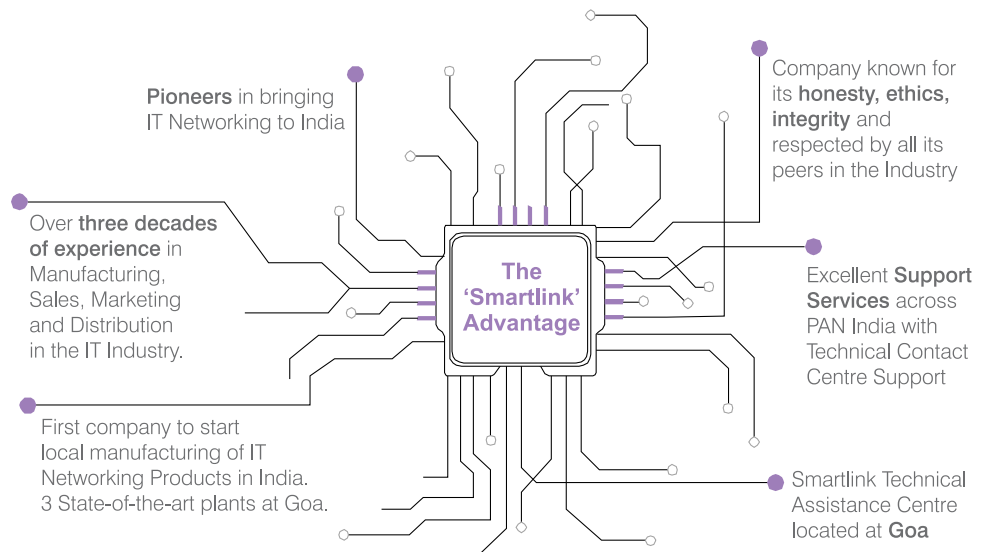 Pioneers in bringing
IT Networking to India
Over three decades
of experience in
Manufacturing,
Sales, Marketing
and Distribution
in the IT Industry.
First company to start
local manufacturing of IT
Networking Products in India.
3 State-of-the-art plants at Goa.
The
'Smartlink'
Advantage
Company known for
its honesty, ethics,
integrity and
respected by all its
peers in the Industry
Excellent Support
Services across
PAN India with
Technical Contact
Centre Support
Smartlink Technical
Assistance Centre
located at Goa